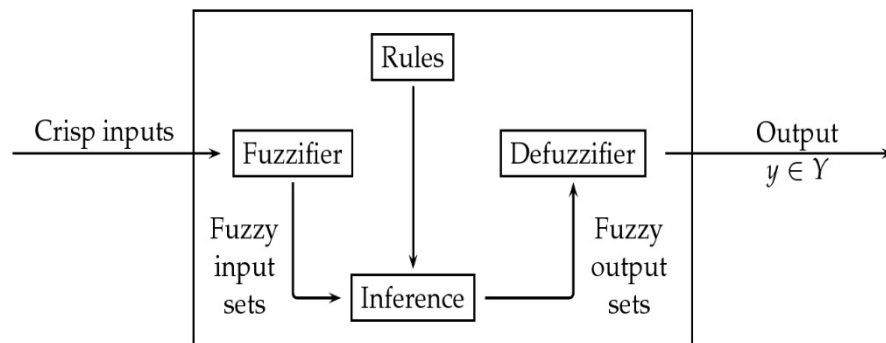 Rules
Crisp inputs
Fuzzifier
Defuzzifier
Output
y ∈ Y
Fuzzy
input
sets
Fuzzy
output
sets
Inference